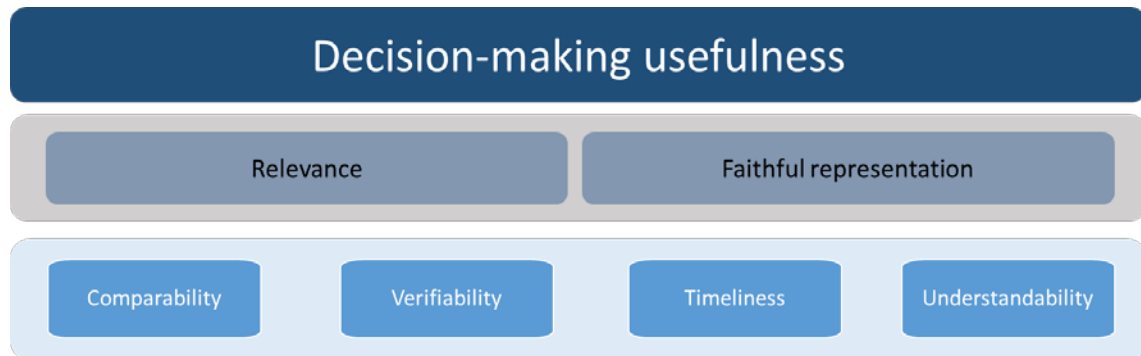 Decision-making usefulness
Relevance
Faithful representation
Comparability
Verifiability
Timeliness
Understandability